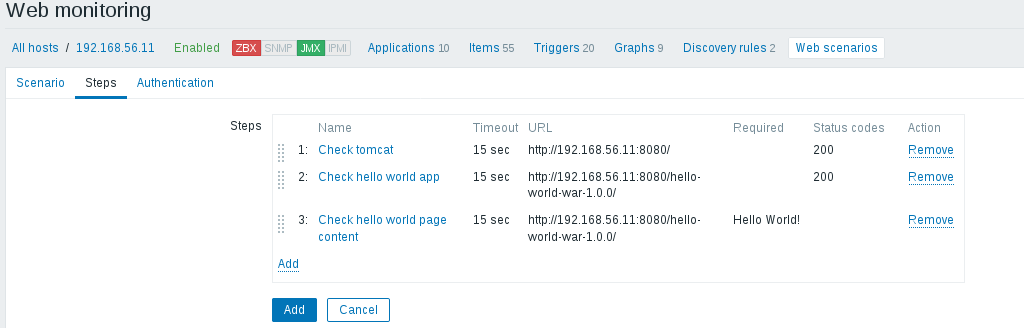 Web monitoring
All hosts / 192.168.56.11 Enabled ZBX SNMP JMX IPMI Applications 10 Items 55 Triggers 20 Graphs 9 Discovery rules 2 Web scenarios
Scenario Steps Authentication
Steps Name Timeout URL Required Status codes Action
1: Check tomcat 15 sec http://192.168.56.11:8080/ 200 Remove
2: Check hello world app 15 sec http://192.168.56.11:8080/hello- 200 Remove
world-war-1.0.0/
3: Check hello world page 15 sec http://192.168.56.11:8080/hello- Hello World! Remove
content world-war-1.0.0/
Add
Add Cancel